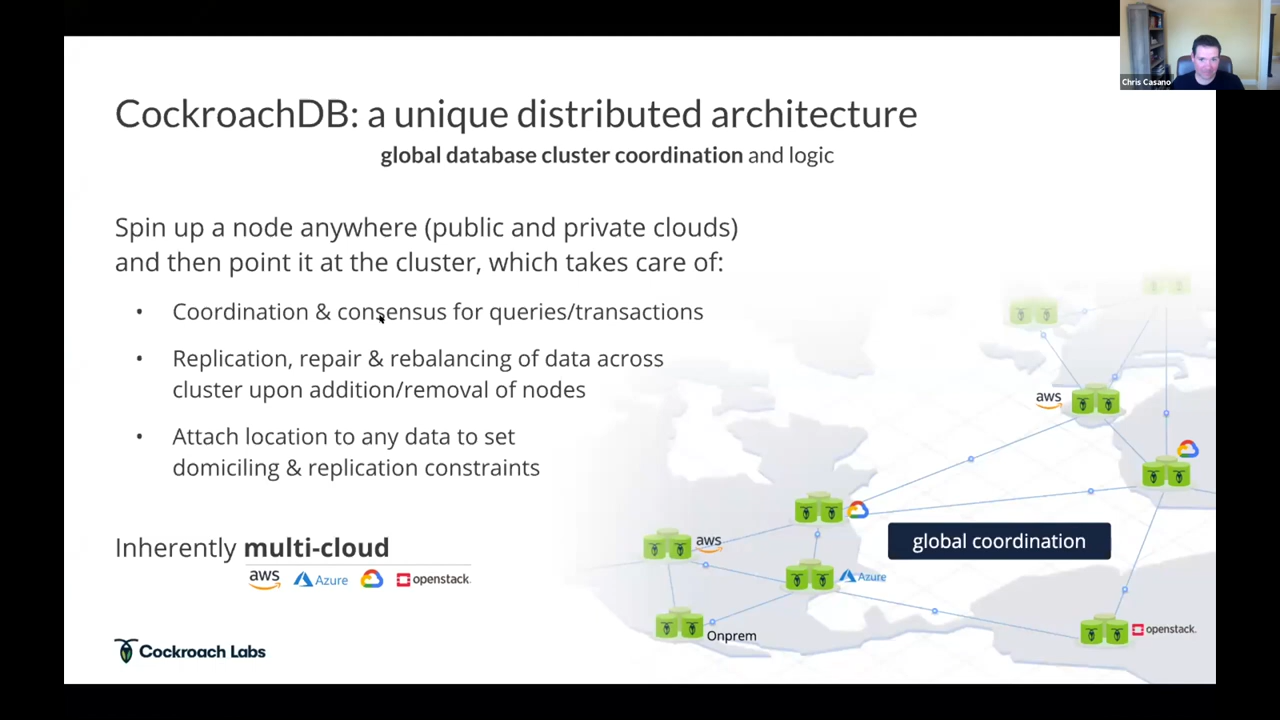 Chris Casano
CockroachDB: a unique distributed architecture
global database cluster coordination and logic
Spin up a node anywhere (public and private clouds)
and then point it at the cluster, which takes care of:
• Coordination & consensus for queries/transactions
• Replication, repair & rebalancing of data across
cluster upon addition/removal of nodes
• Attach location to any data to set
domiciling & replication constraints
Inherently multi-cloud
aws Azure openstack.
aws
global coordination
aws
Azure
Onprem
openstack.
Cockroach Labs